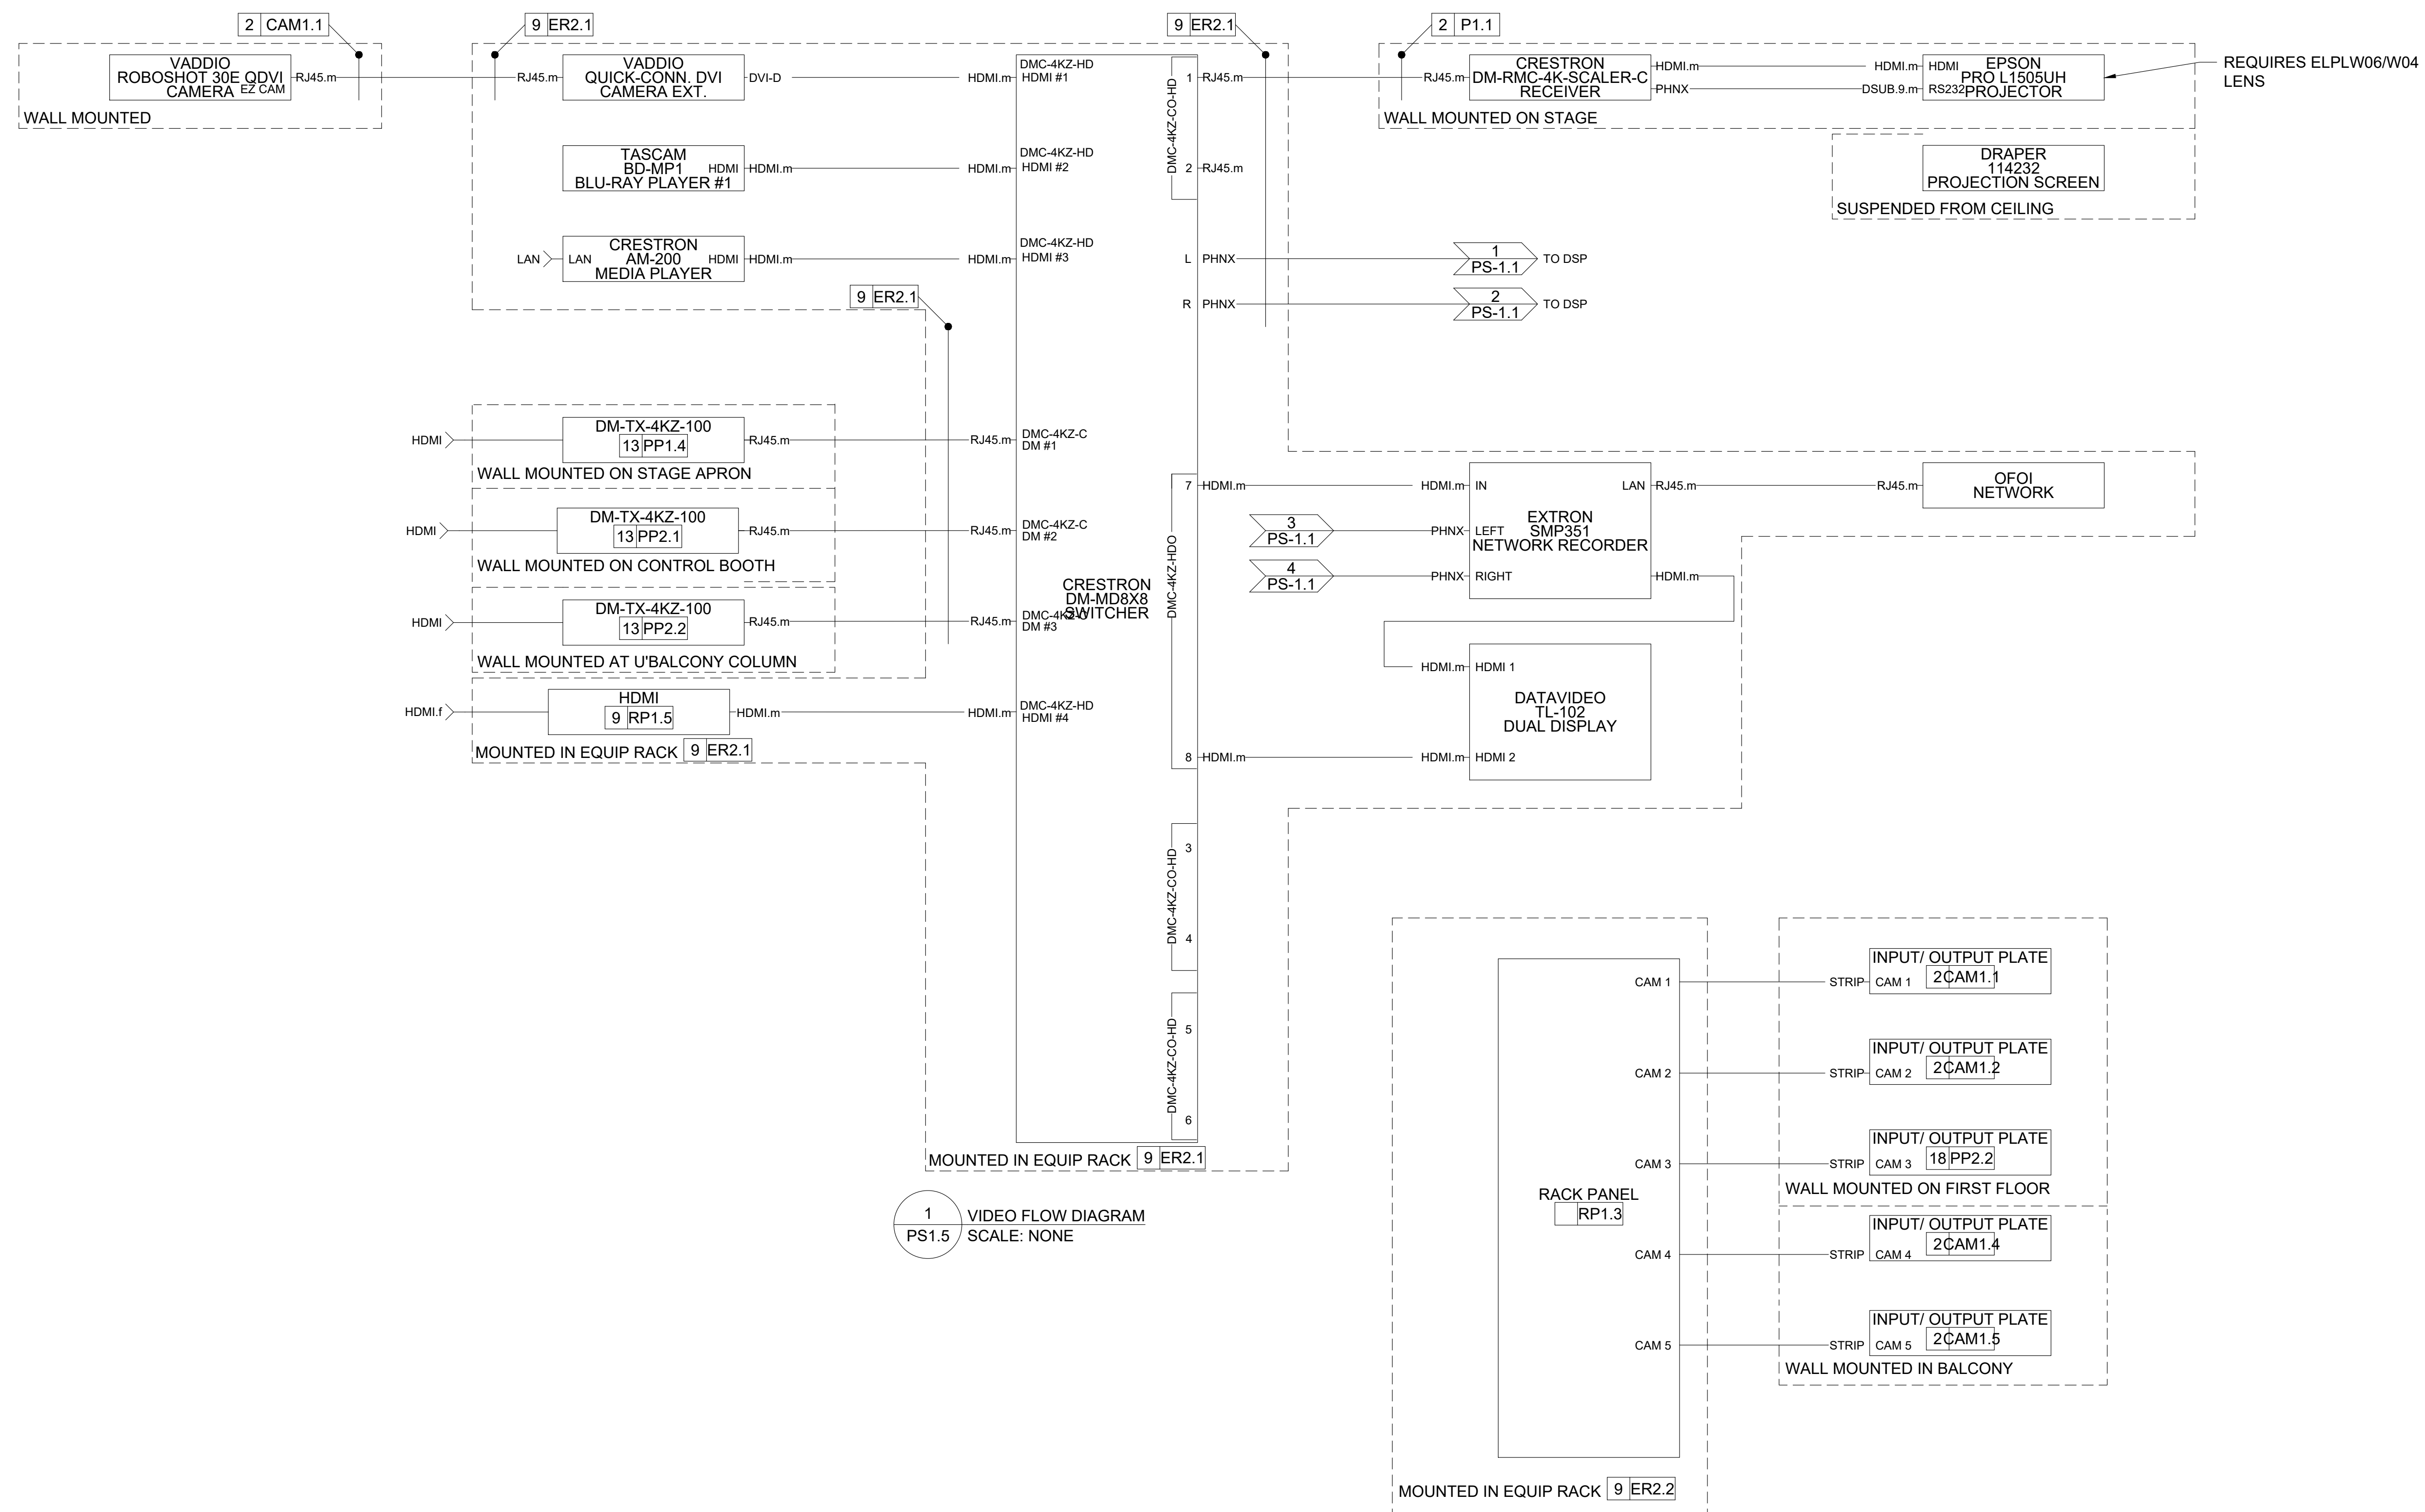 2 CAM1.1
9 ER2.1
9 ER2.1
2 P1.1
VADDIO
ROBOSHOT 30E QDVI
CAMERA EZ CAM
RJ45.m
WALL MOUNTED
RJ45.m
VADDIO
QUICK-CONN. DVI
CAMERA EXT.
DVI-D
HDMI.m
DMC-4KZ-HD
HDMI #1
TASCAM
BD-MP1
BLU-RAY PLAYER #1
HDMI
HDMI.m
HDMI.m
DMC-4KZ-HD
HDMI #2
LAN
LAN
CRESTRON
AM-200
MEDIA PLAYER
HDMI
HDMI.m
HDMI.m
DMC-4KZ-HD
HDMI #3
9 ER2.1
HDMI
DM-TX-4KZ-100
13 PP1.4
RJ45.m
WALL MOUNTED ON STAGE APRON
RJ45.m
DMC-4KZ-C
DM #1
HDMI
DM-TX-4KZ-100
13 PP2.1
RJ45.m
WALL MOUNTED ON CONTROL BOOTH
RJ45.m
DMC-4KZ-C
DM #2
HDMI
DM-TX-4KZ-100
13 PP2.2
RJ45.m
WALL MOUNTED AT U'BALCONY COLUMN
RJ45.m
DMC-4KZ-C
DM #3
HDMI.f
HDMI
9 RP1.5
HDMI.m
MOUNTED IN EQUIP RACK 9 ER2.1
HDMI.m
DMC-4KZ-HD
HDMI #4
CRESTRON
DM-MD8X8
SWITCHER
DMC-4KZ-CO-HD
1 RJ45.m
2 RJ45.m
L PHNX
R PHNX
DMC-4KZ-HDO
7 HDMI.m
8 HDMI.m
DMC-4KZ-CO-HD
3
4
DMC-4KZ-CO-HD
5
6
MOUNTED IN EQUIP RACK 9 ER2.1
RJ45.m
CRESTRON
DM-RMC-4K-SCALER-C
RECEIVER
HDMI.m
PHNX
HDMI.m
DSUB.9.m
HDMI
RS232
EPSON
PRO L1505UH
PROJECTOR
REQUIRES ELPLW06/W04
LENS
WALL MOUNTED ON STAGE
DRAPER
114232
PROJECTION SCREEN
SUSPENDED FROM CEILING
1
PS-1.1
TO DSP
2
PS-1.1
TO DSP
HDMI.m
IN
3
PS-1.1
PHNX
LEFT
4
PS-1.1
PHNX
RIGHT
EXTRON
SMP351
NETWORK RECORDER
LAN
RJ45.m
HDMI.m
RJ45.m
OFOI
NETWORK
HDMI.m
HDMI 1
DATAVIDEO
TL-102
DUAL DISPLAY
HDMI.m
HDMI 2
1
PS1.5
VIDEO FLOW DIAGRAM
SCALE: NONE
RACK PANEL
RP1.3
CAM 1
CAM 2
CAM 3
CAM 4
CAM 5
MOUNTED IN EQUIP RACK 9 ER2.2
STRIP
INPUT/ OUTPUT PLATE
CAM 1 2 CAM1.1
STRIP
INPUT/ OUTPUT PLATE
CAM 2 2 CAM1.2
STRIP
INPUT/ OUTPUT PLATE
CAM 3 18 PP2.2
WALL MOUNTED ON FIRST FLOOR
STRIP
INPUT/ OUTPUT PLATE
CAM 4 2 CAM1.4
STRIP
INPUT/ OUTPUT PLATE
CAM 5 2 CAM1.5
WALL MOUNTED IN BALCONY